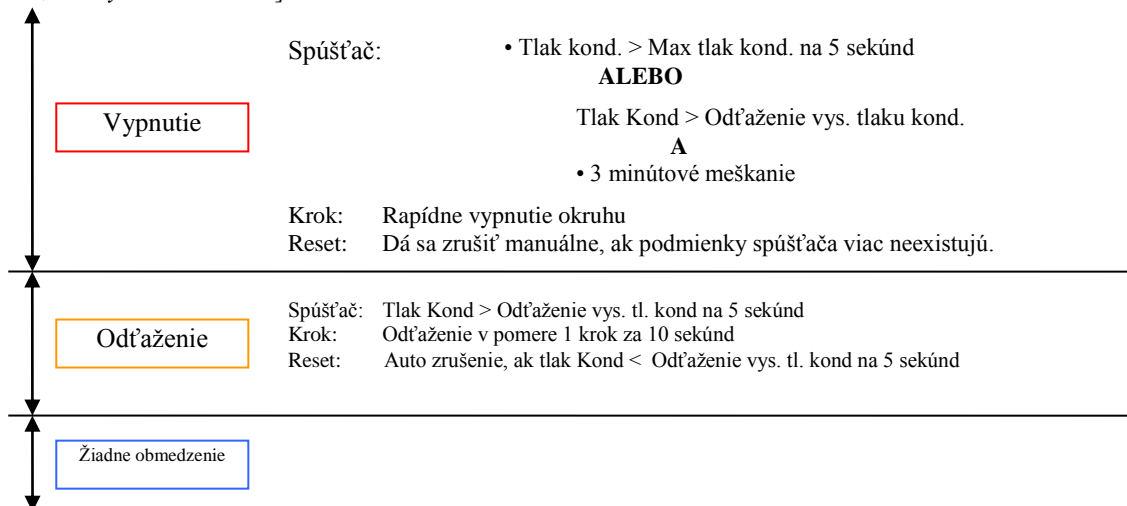 Spúšťač: • Tlak kond. > Max tlak kond. na 5 sekúnd
ALEBO
Vypnutie
Tlak Kond > Odťaženie vys. tlaku kond.
A
• 3 minútové meškanie
Krok: Rapídne vypnutie okruhu
Reset: Dá sa zrušiť manuálne, ak podmienky spúšťača viac neexistujú.
Odťaženie
Spúšťač: Tlak Kond > Odťaženie vys. tl. kond na 5 sekúnd
Krok: Odťaženie v pomere 1 krok za 10 sekúnd
Reset: Auto zrušenie, ak tlak Kond < Odťaženie vys. tl. kond na 5 sekúnd
Žiadne obmedzenie